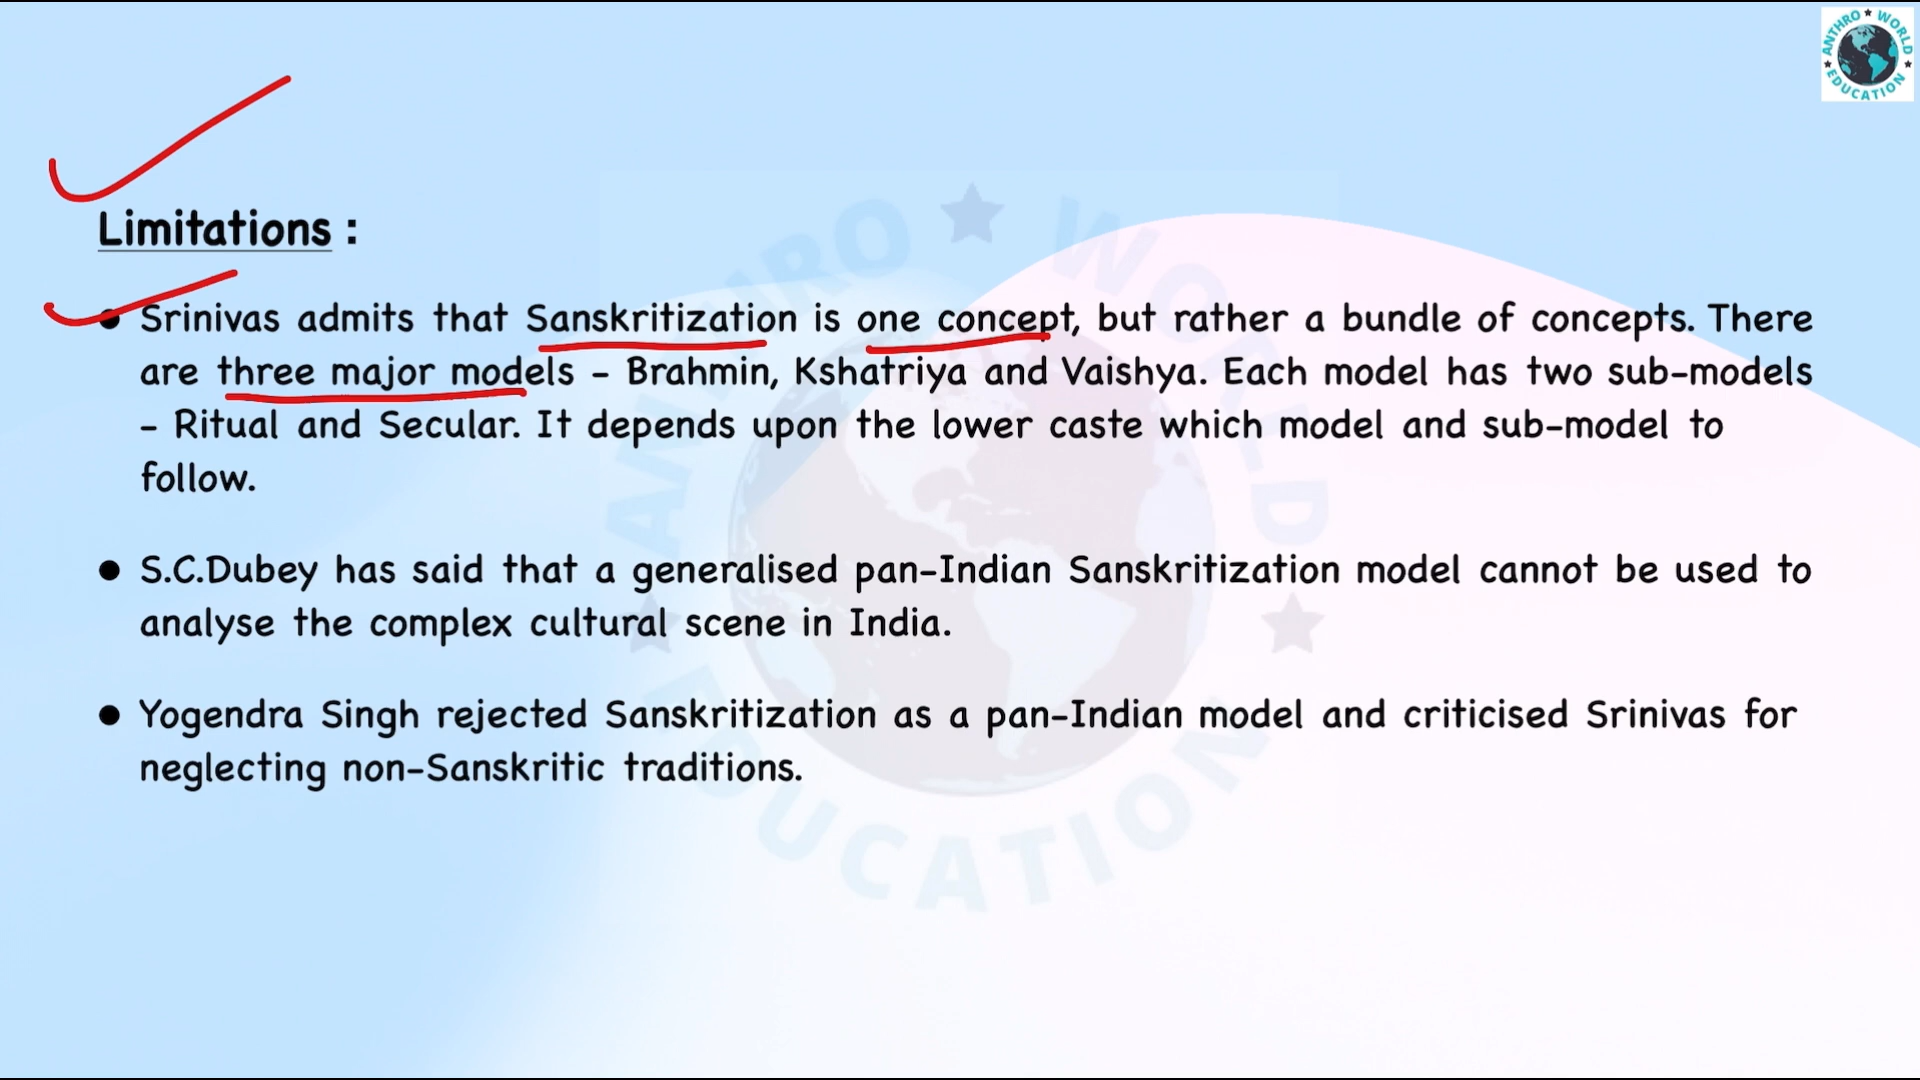 ANTHRO WORLD
EDUCATION
Limitations :
● Srinivas admits that Sanskritization is one concept, but rather a bundle of concepts. There
are three major models - Brahmin, Kshatriya and Vaishya. Each model has two sub-models
- Ritual and Secular. It depends upon the lower caste which model and sub-model to
follow.
● S.C.Dubey has said that a generalised pan-Indian Sanskritization model cannot be used to
analyse the complex cultural scene in India.
● Yogendra Singh rejected Sanskritization as a pan-Indian model and criticised Srinivas for
neglecting non-Sanskritic traditions.
ANTHRO WORLD
EDUCATION